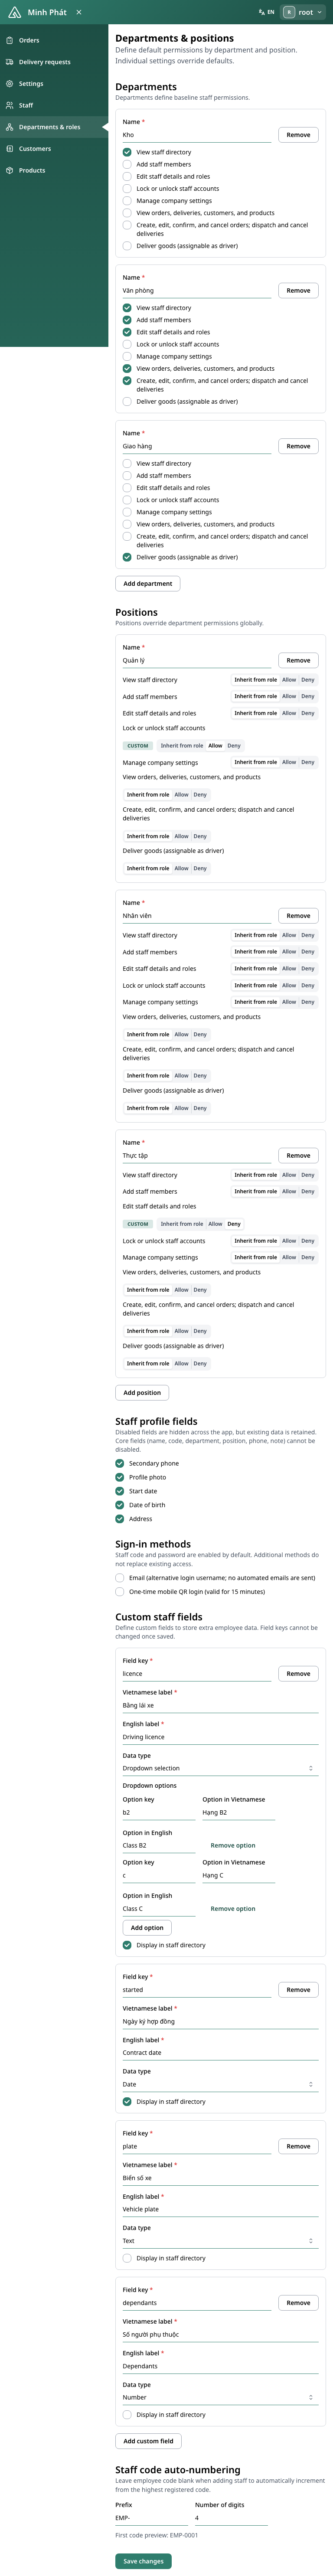 Minh Phát
EN
R
root
Orders
Delivery requests
Settings
Staff
Departments & roles
Customers
Products
Departments & positions
Define default permissions by department and position.
Individual settings override defaults.
Departments
Departments define baseline staff permissions.
Name *
Kho
Remove
View staff directory
Add staff members
Edit staff details and roles
Lock or unlock staff accounts
Manage company settings
View orders, deliveries, customers, and products
Create, edit, confirm, and cancel orders; dispatch and cancel
deliveries
Deliver goods (assignable as driver)
Name *
Văn phòng
Remove
View staff directory
Add staff members
Edit staff details and roles
Lock or unlock staff accounts
Manage company settings
View orders, deliveries, customers, and products
Create, edit, confirm, and cancel orders; dispatch and cancel
deliveries
Deliver goods (assignable as driver)
Name *
Giao hàng
Remove
View staff directory
Add staff members
Edit staff details and roles
Lock or unlock staff accounts
Manage company settings
View orders, deliveries, customers, and products
Create, edit, confirm, and cancel orders; dispatch and cancel
deliveries
Deliver goods (assignable as driver)
Add department
Positions
Positions override department permissions globally.
Name *
Quản lý
Remove
View staff directory Inherit from role Allow Deny
Add staff members Inherit from role Allow Deny
Edit staff details and roles Inherit from role Allow Deny
Lock or unlock staff accounts
CUSTOM Inherit from role Allow Deny
Manage company settings Inherit from role Allow Deny
View orders, deliveries, customers, and products
Inherit from role Allow Deny
Create, edit, confirm, and cancel orders; dispatch and cancel
deliveries
Inherit from role Allow Deny
Deliver goods (assignable as driver)
Inherit from role Allow Deny
Name *
Nhân viên
Remove
View staff directory Inherit from role Allow Deny
Add staff members Inherit from role Allow Deny
Edit staff details and roles Inherit from role Allow Deny
Lock or unlock staff accounts Inherit from role Allow Deny
Manage company settings Inherit from role Allow Deny
View orders, deliveries, customers, and products
Inherit from role Allow Deny
Create, edit, confirm, and cancel orders; dispatch and cancel
deliveries
Inherit from role Allow Deny
Deliver goods (assignable as driver)
Inherit from role Allow Deny
Name *
Thực tập
Remove
View staff directory Inherit from role Allow Deny
Add staff members Inherit from role Allow Deny
Edit staff details and roles
CUSTOM Inherit from role Allow Deny
Lock or unlock staff accounts Inherit from role Allow Deny
Manage company settings Inherit from role Allow Deny
View orders, deliveries, customers, and products
Inherit from role Allow Deny
Create, edit, confirm, and cancel orders; dispatch and cancel
deliveries
Inherit from role Allow Deny
Deliver goods (assignable as driver)
Inherit from role Allow Deny
Add position
Staff profile fields
Disabled fields are hidden across the app, but existing data is retained.
Core fields (name, code, department, position, phone, note) cannot be
disabled.
Secondary phone
Profile photo
Start date
Date of birth
Address
Sign-in methods
Staff code and password are enabled by default. Additional methods do
not replace existing access.
Email (alternative login username; no automated emails are sent)
One-time mobile QR login (valid for 15 minutes)
Custom staff fields
Define custom fields to store extra employee data. Field keys cannot be
changed once saved.
Field key *
licence
Remove
Vietnamese label *
Bằng lái xe
English label *
Driving licence
Data type
Dropdown selection
Dropdown options
Option key Option in Vietnamese
b2 Hạng B2
Option in English
Class B2 Remove option
Option key Option in Vietnamese
c Hạng C
Option in English
Class C Remove option
Add option
Display in staff directory
Field key *
started
Remove
Vietnamese label *
Ngày ký hợp đồng
English label *
Contract date
Data type
Date
Display in staff directory
Field key *
plate
Remove
Vietnamese label *
Biển số xe
English label *
Vehicle plate
Data type
Text
Display in staff directory
Field key *
dependants
Remove
Vietnamese label *
Số người phụ thuộc
English label *
Dependants
Data type
Number
Display in staff directory
Add custom field
Staff code auto-numbering
Leave employee code blank when adding staff to automatically increment
from the highest registered code.
Prefix Number of digits
EMP- 4
First code preview: EMP-0001
Save changes